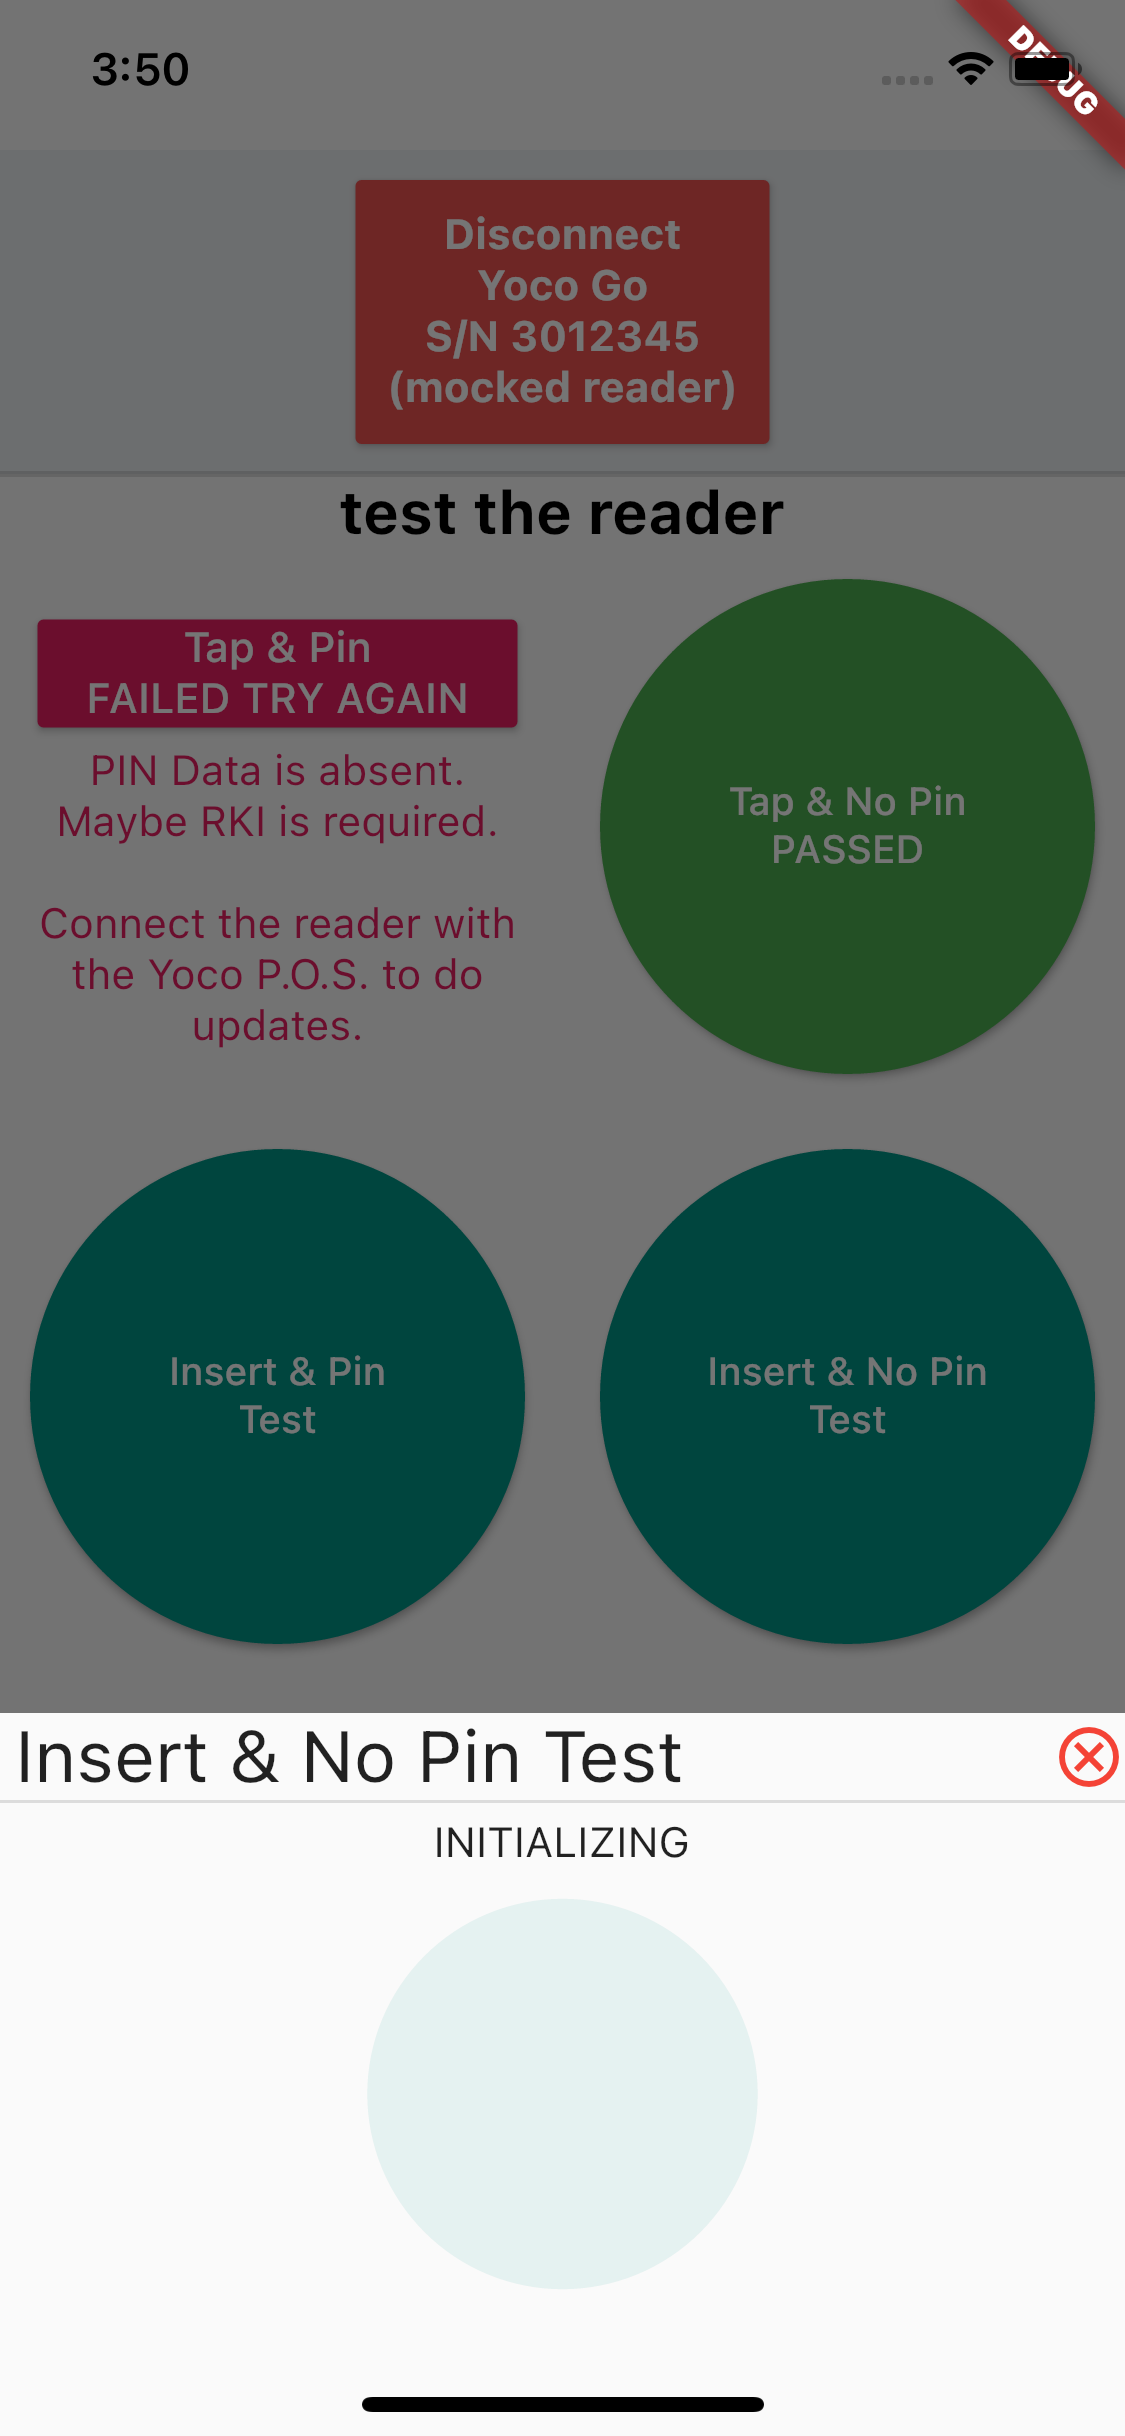 3:50
DEBUG
Disconnect
Yoco Go
S/N 3012345
(mocked reader)
test the reader
Tap & Pin
FAILED TRY AGAIN
PIN Data is absent.
Maybe RKI is required.
Connect the reader with
the Yoco P.O.S. to do
updates.
Tap & No Pin
PASSED
Insert & Pin
Test
Insert & No Pin
Test
Insert & No Pin Test
INITIALIZING